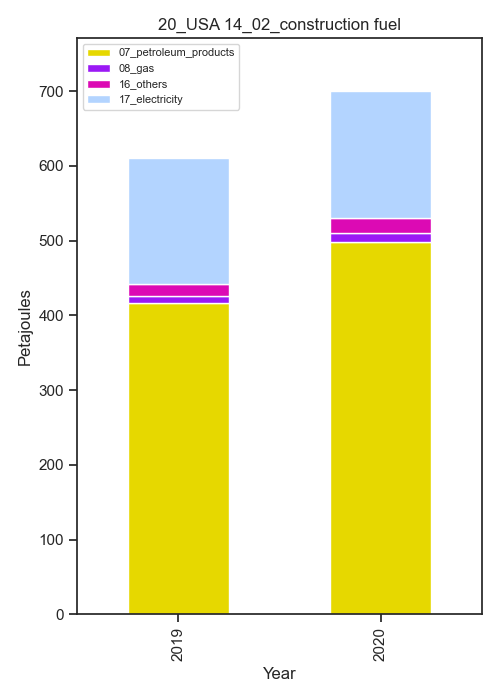 20_USA 14_02_construction fuel
07_petroleum_products
08_gas
16_others
17_electricity
700
600
500
400
300
200
100
0
Petajoules
2019
2020
Year